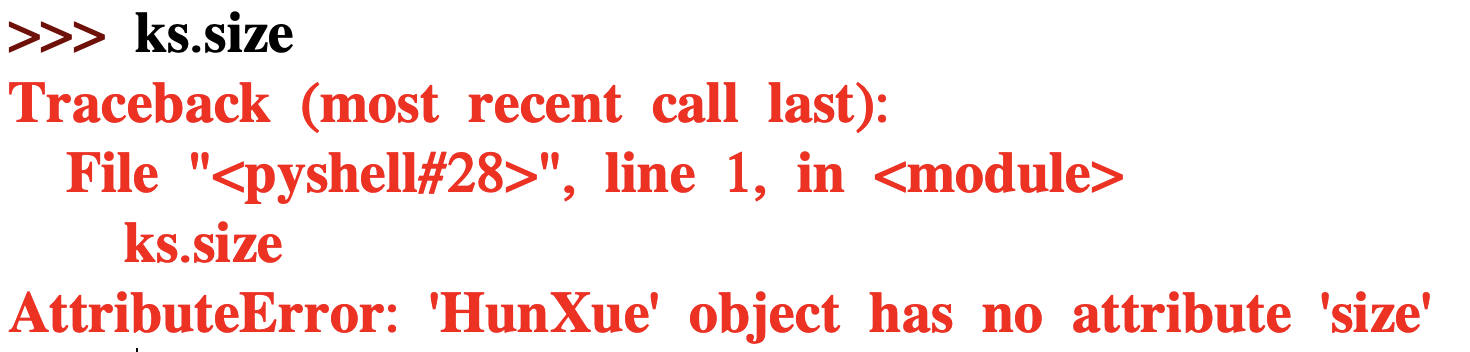 >>> ks.size
Traceback (most recent call last):
  File "<pyshell#28>", line 1, in <module>
    ks.size
AttributeError: 'HunXue' object has no attribute 'size'